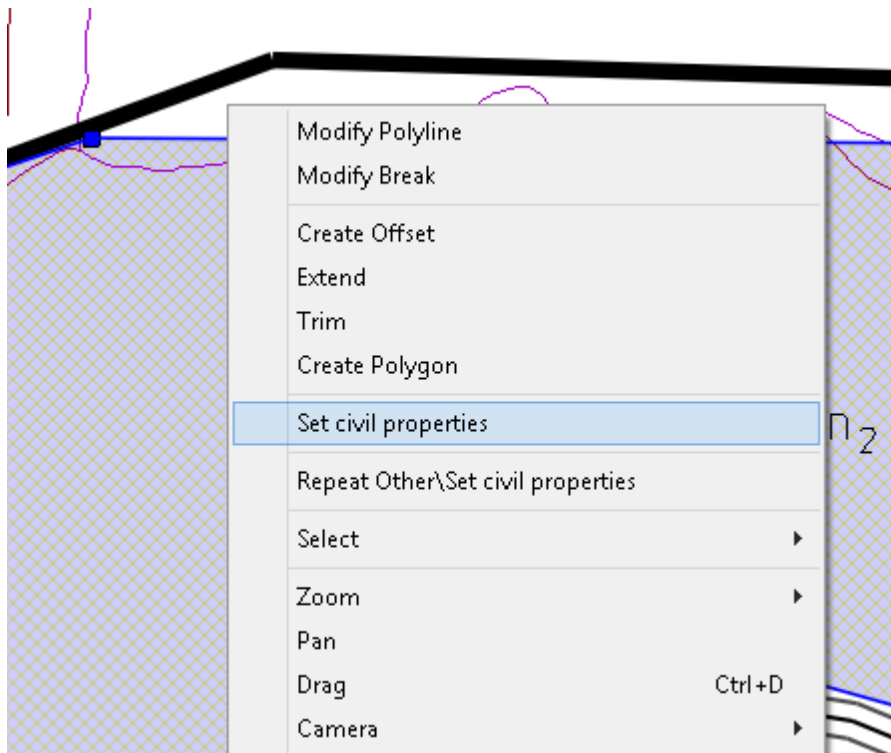 Modify Polyline
Modify Break
Create Offset
Extend
Trim
Create Polygon
Set civil properties
n2
Repeat Other\Set civil properties
Select
Zoom
Pan
Drag Ctrl+D
Camera